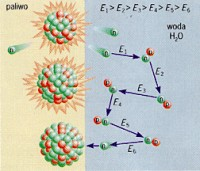 paliwo
E₁ > E₂ > E₃ > E₄ > E₅ > E₆
woda
H₂O
n
n
n
E₁
n
E₂
n
E₃
n
E₄
E₅
n
n
E₆
n